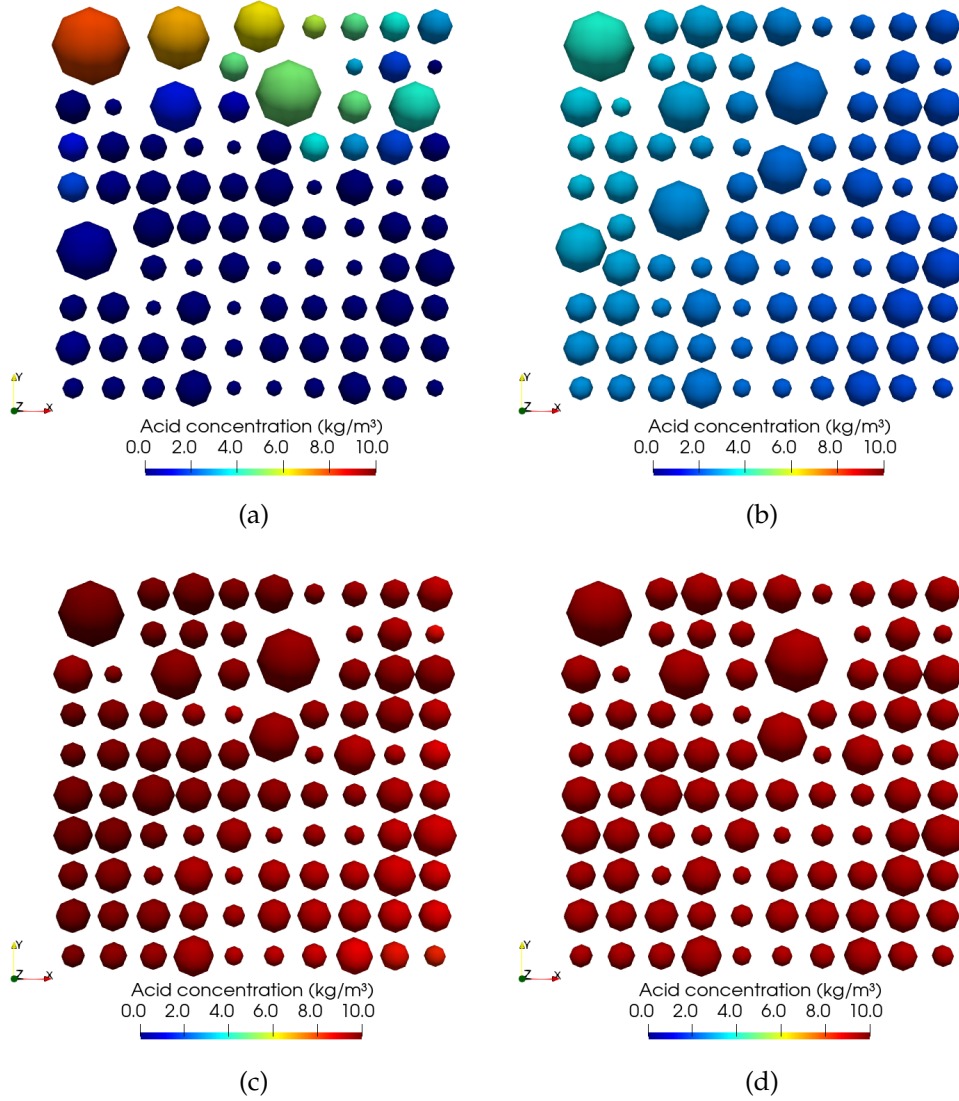 Y
Z X
Acid concentration (kg/m³)
0.0 2.0 4.0 6.0 8.0 10.0
(a)
Y
Z X
Acid concentration (kg/m³)
0.0 2.0 4.0 6.0 8.0 10.0
(b)
Y
Z X
Acid concentration (kg/m³)
0.0 2.0 4.0 6.0 8.0 10.0
(c)
Y
Z X
Acid concentration (kg/m³)
0.0 2.0 4.0 6.0 8.0 10.0
(d)